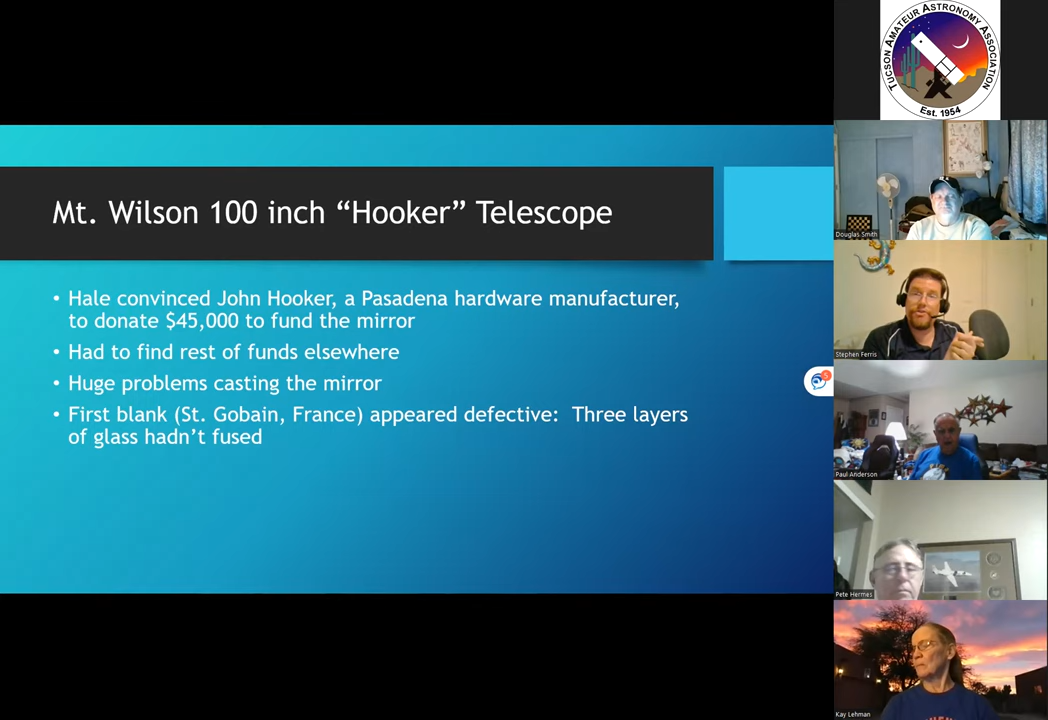 Mt. Wilson 100 inch “Hooker” Telescope
• Hale convinced John Hooker, a Pasadena hardware manufacturer,
to donate $45,000 to fund the mirror
• Had to find rest of funds elsewhere
• Huge problems casting the mirror
• First blank (St. Gobain, France) appeared defective:  Three layers
of glass hadn’t fused
TUCSON AMATEUR ASTRONOMY ASSOCIATION
Est. 1954
Douglas Smith
Stephen Ferris
Paul Anderson
Pete Hermes
Kay Lehman